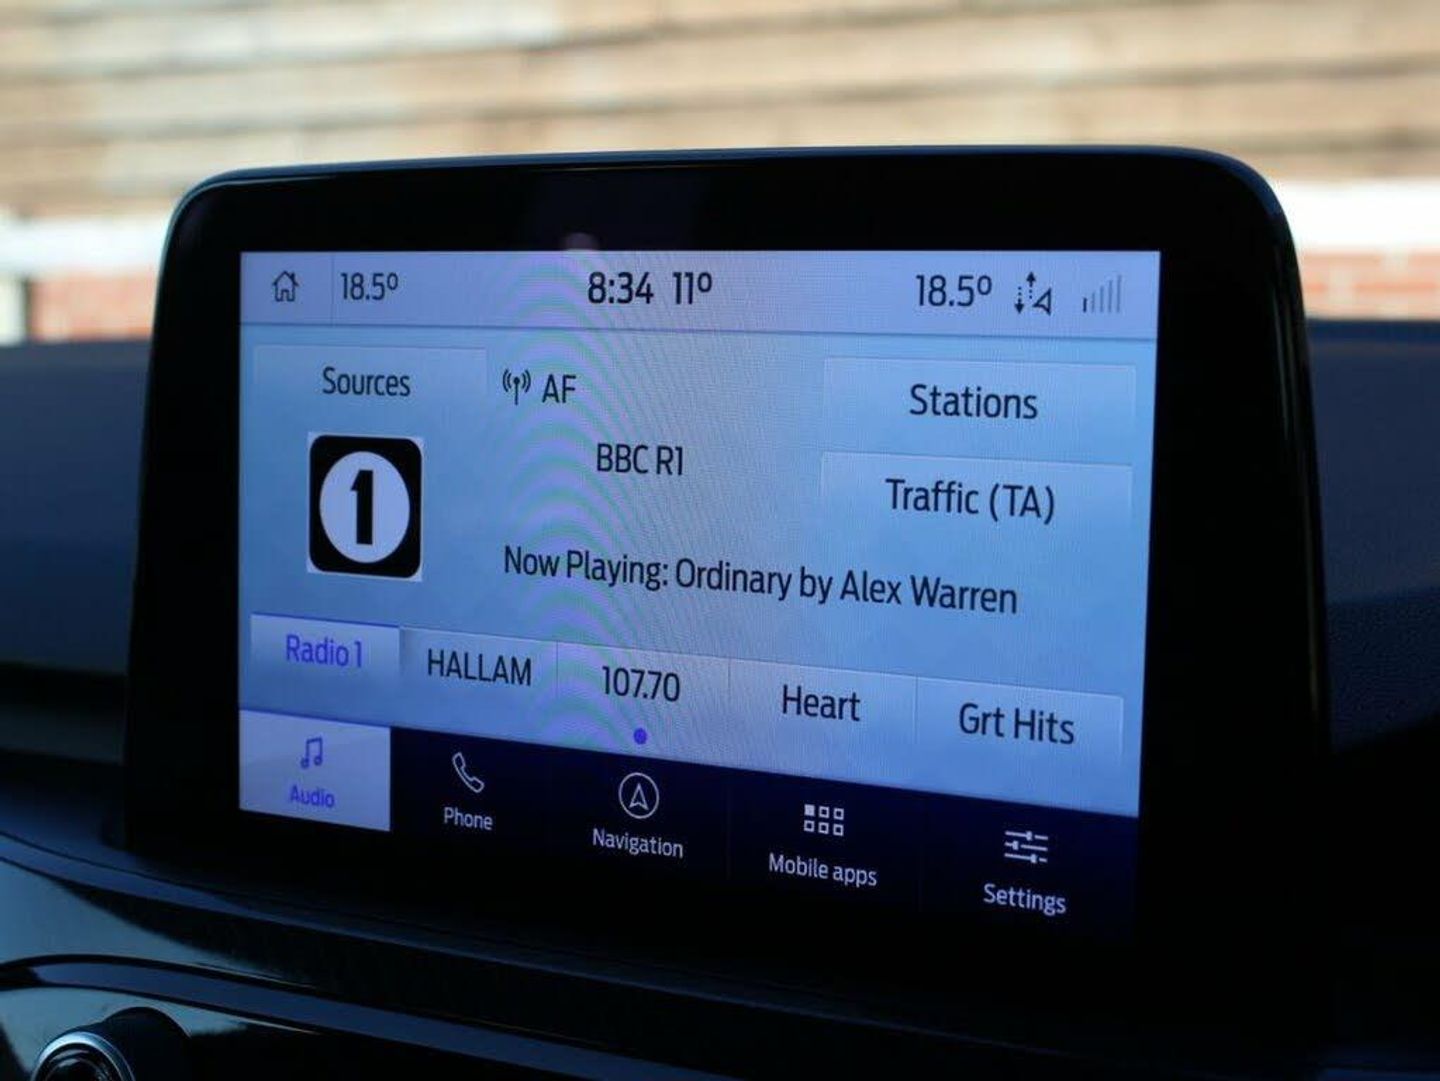 18.5° 8:34 11° 18.5°
Sources AF Stations
BBC R1
1
Traffic (TA)
Now Playing: Ordinary by Alex Warren
Radio 1 HALLAM 107.70 Heart Grt Hits
Audio Phone Navigation Mobile apps Settings